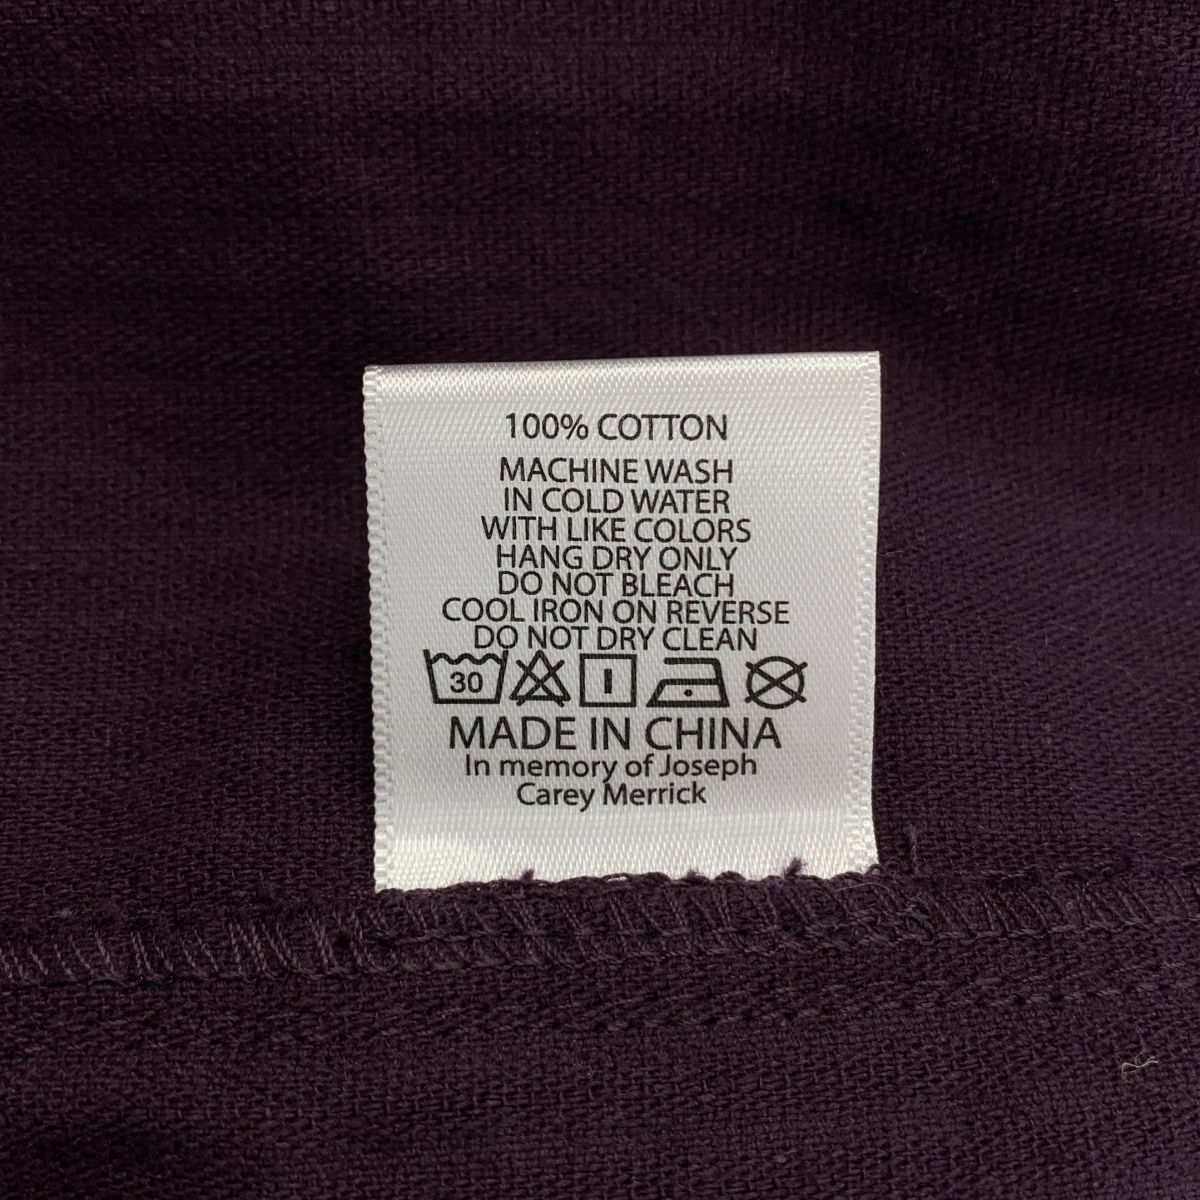 100% COTTON
MACHINE WASH
IN COLD WATER
WITH LIKE COLORS
HANG DRY ONLY
DO NOT BLEACH
COOL IRON ON REVERSE
DO NOT DRY CLEAN
30
MADE IN CHINA
In memory of Joseph
Carey Merrick